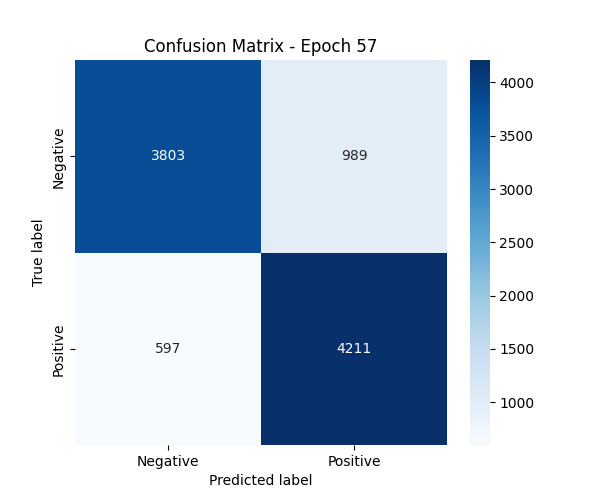 Confusion Matrix - Epoch 57
True label
Negative
3803
989
Positive
597
4211
Negative
Positive
Predicted label
4000
3500
3000
2500
2000
1500
1000